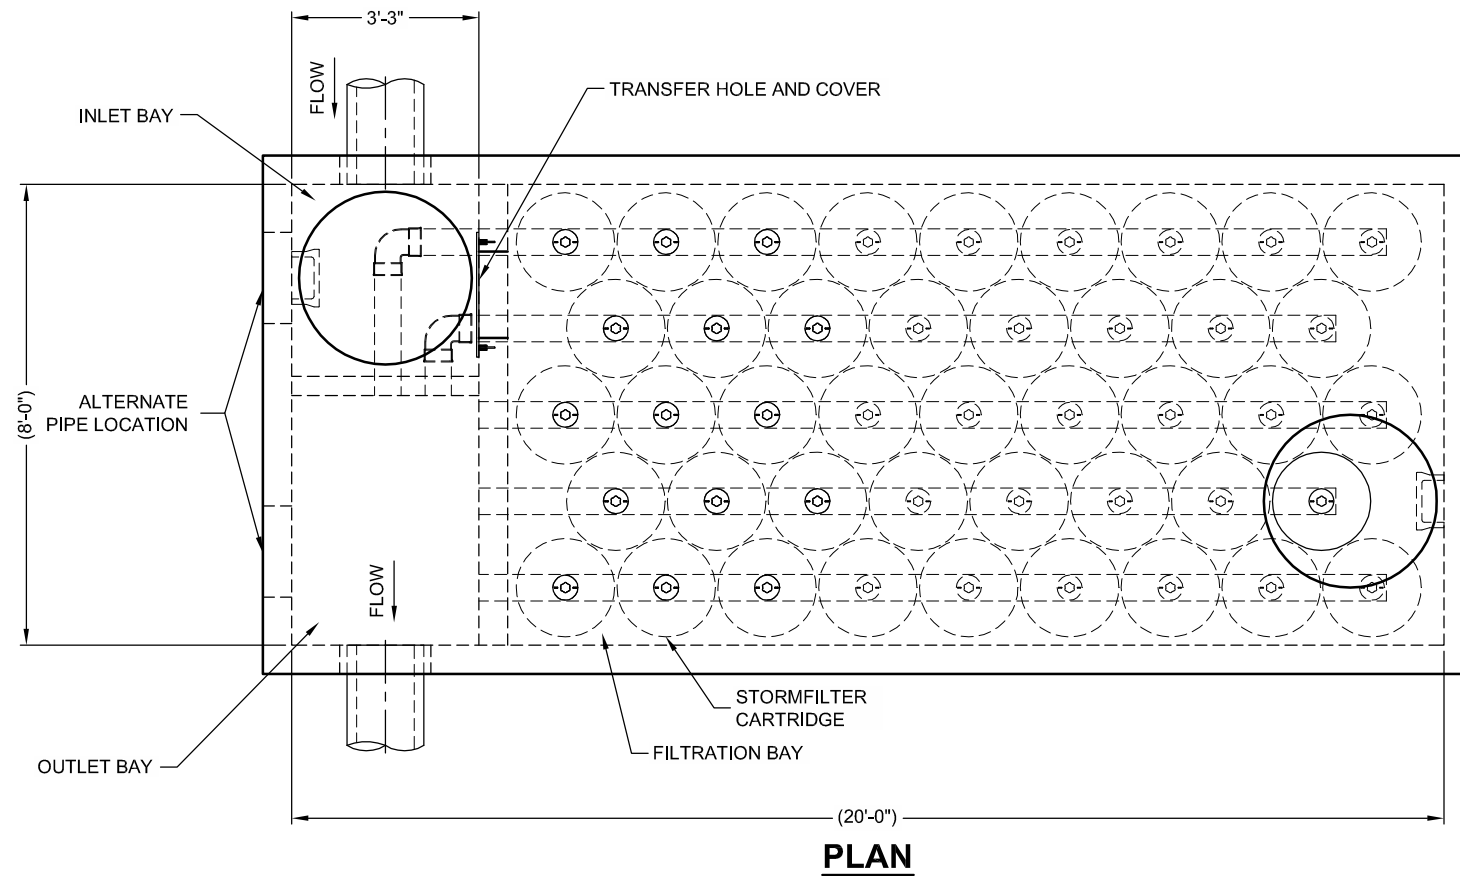 3'-3"
FLOW
TRANSFER HOLE AND COVER
INLET BAY
ALTERNATE
PIPE LOCATION
(8'-0")
FLOW
STORMFILTER
CARTRIDGE
FILTRATION BAY
OUTLET BAY
(20'-0")
PLAN